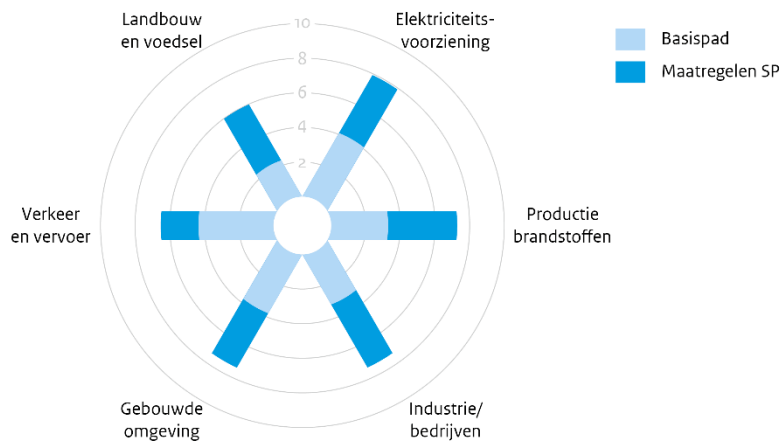 Landbouw
en voedsel
10
8
6
4
2
Elektriciteits-
voorziening
Basispad
Maatregelen SP
Verkeer
en vervoer
Productie
brandstoffen
Gebouwde
omgeving
Industrie/
bedrijven